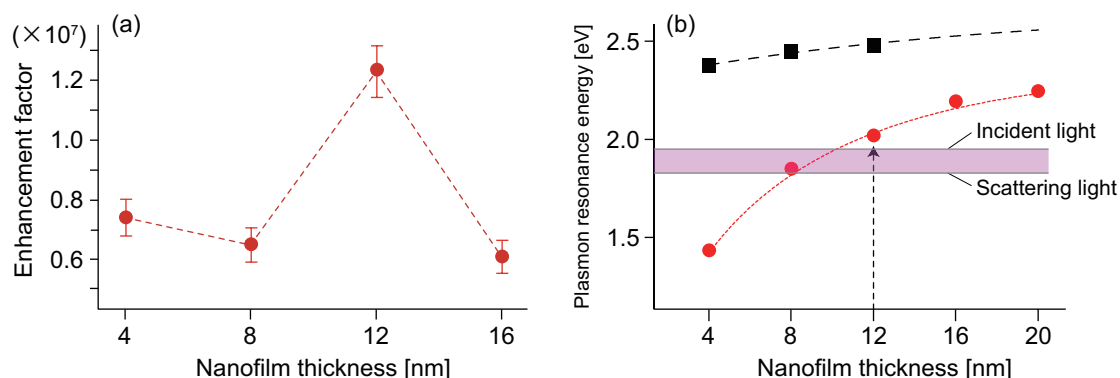 (×10⁷)
(a)
Enhancement factor
1.2
1.0
0.8
0.6
4 8 12 16
Nanofilm thickness [nm]
(b)
Plasmon resonance energy [eV]
2.5
2.0
1.5
Incident light
Scattering light
4 8 12 16 20
Nanofilm thickness [nm]